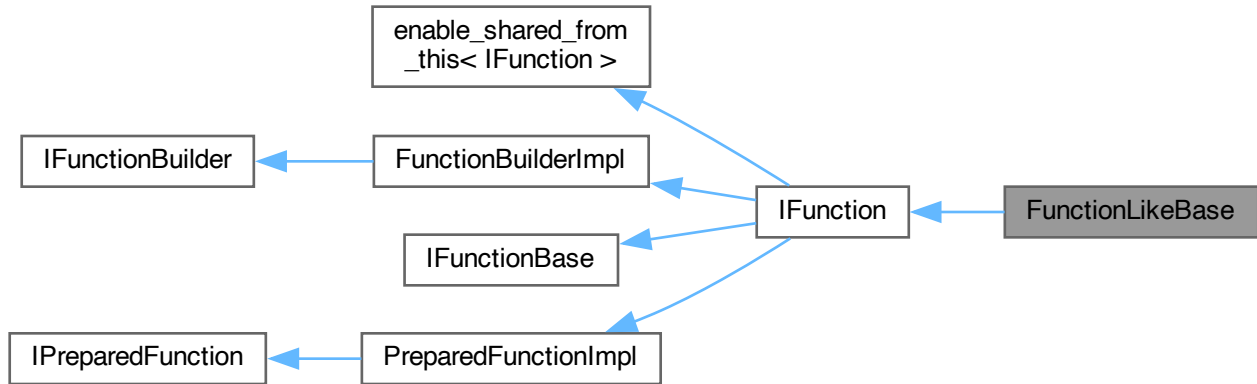 enable_shared_from
_this< IFunction >
IFunctionBuilder
FunctionBuilderImpl
IFunction
FunctionLikeBase
IFunctionBase
IPreparedFunction
PreparedFunctionImpl